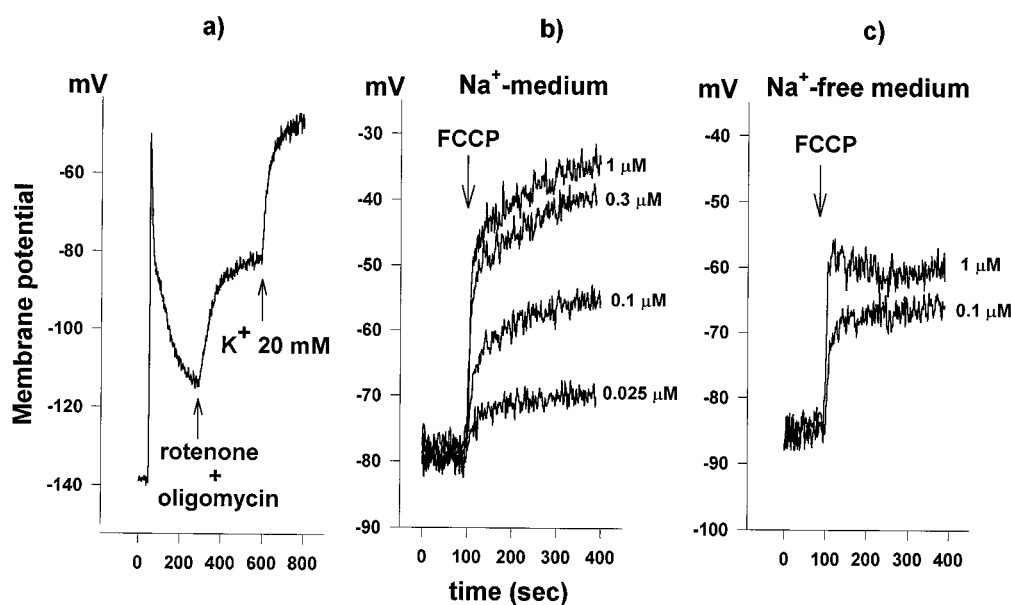 a) b) c)
mV mV Na⁺-medium mV Na⁺-free medium
Membrane potential
-60
-80
-100
-120
-140
K⁺ 20 mM
rotenone
+
oligomycin
0 200 400 600 800
-30
-40
-50
-60
-70
-80
-90
FCCP
1 μM
0.3 μM
0.1 μM
0.025 μM
0 100 200 300 400
time (sec)
-40
-50
-60
-70
-80
-90
-100
FCCP
1 μM
0.1 μM
0 100 200 300 400